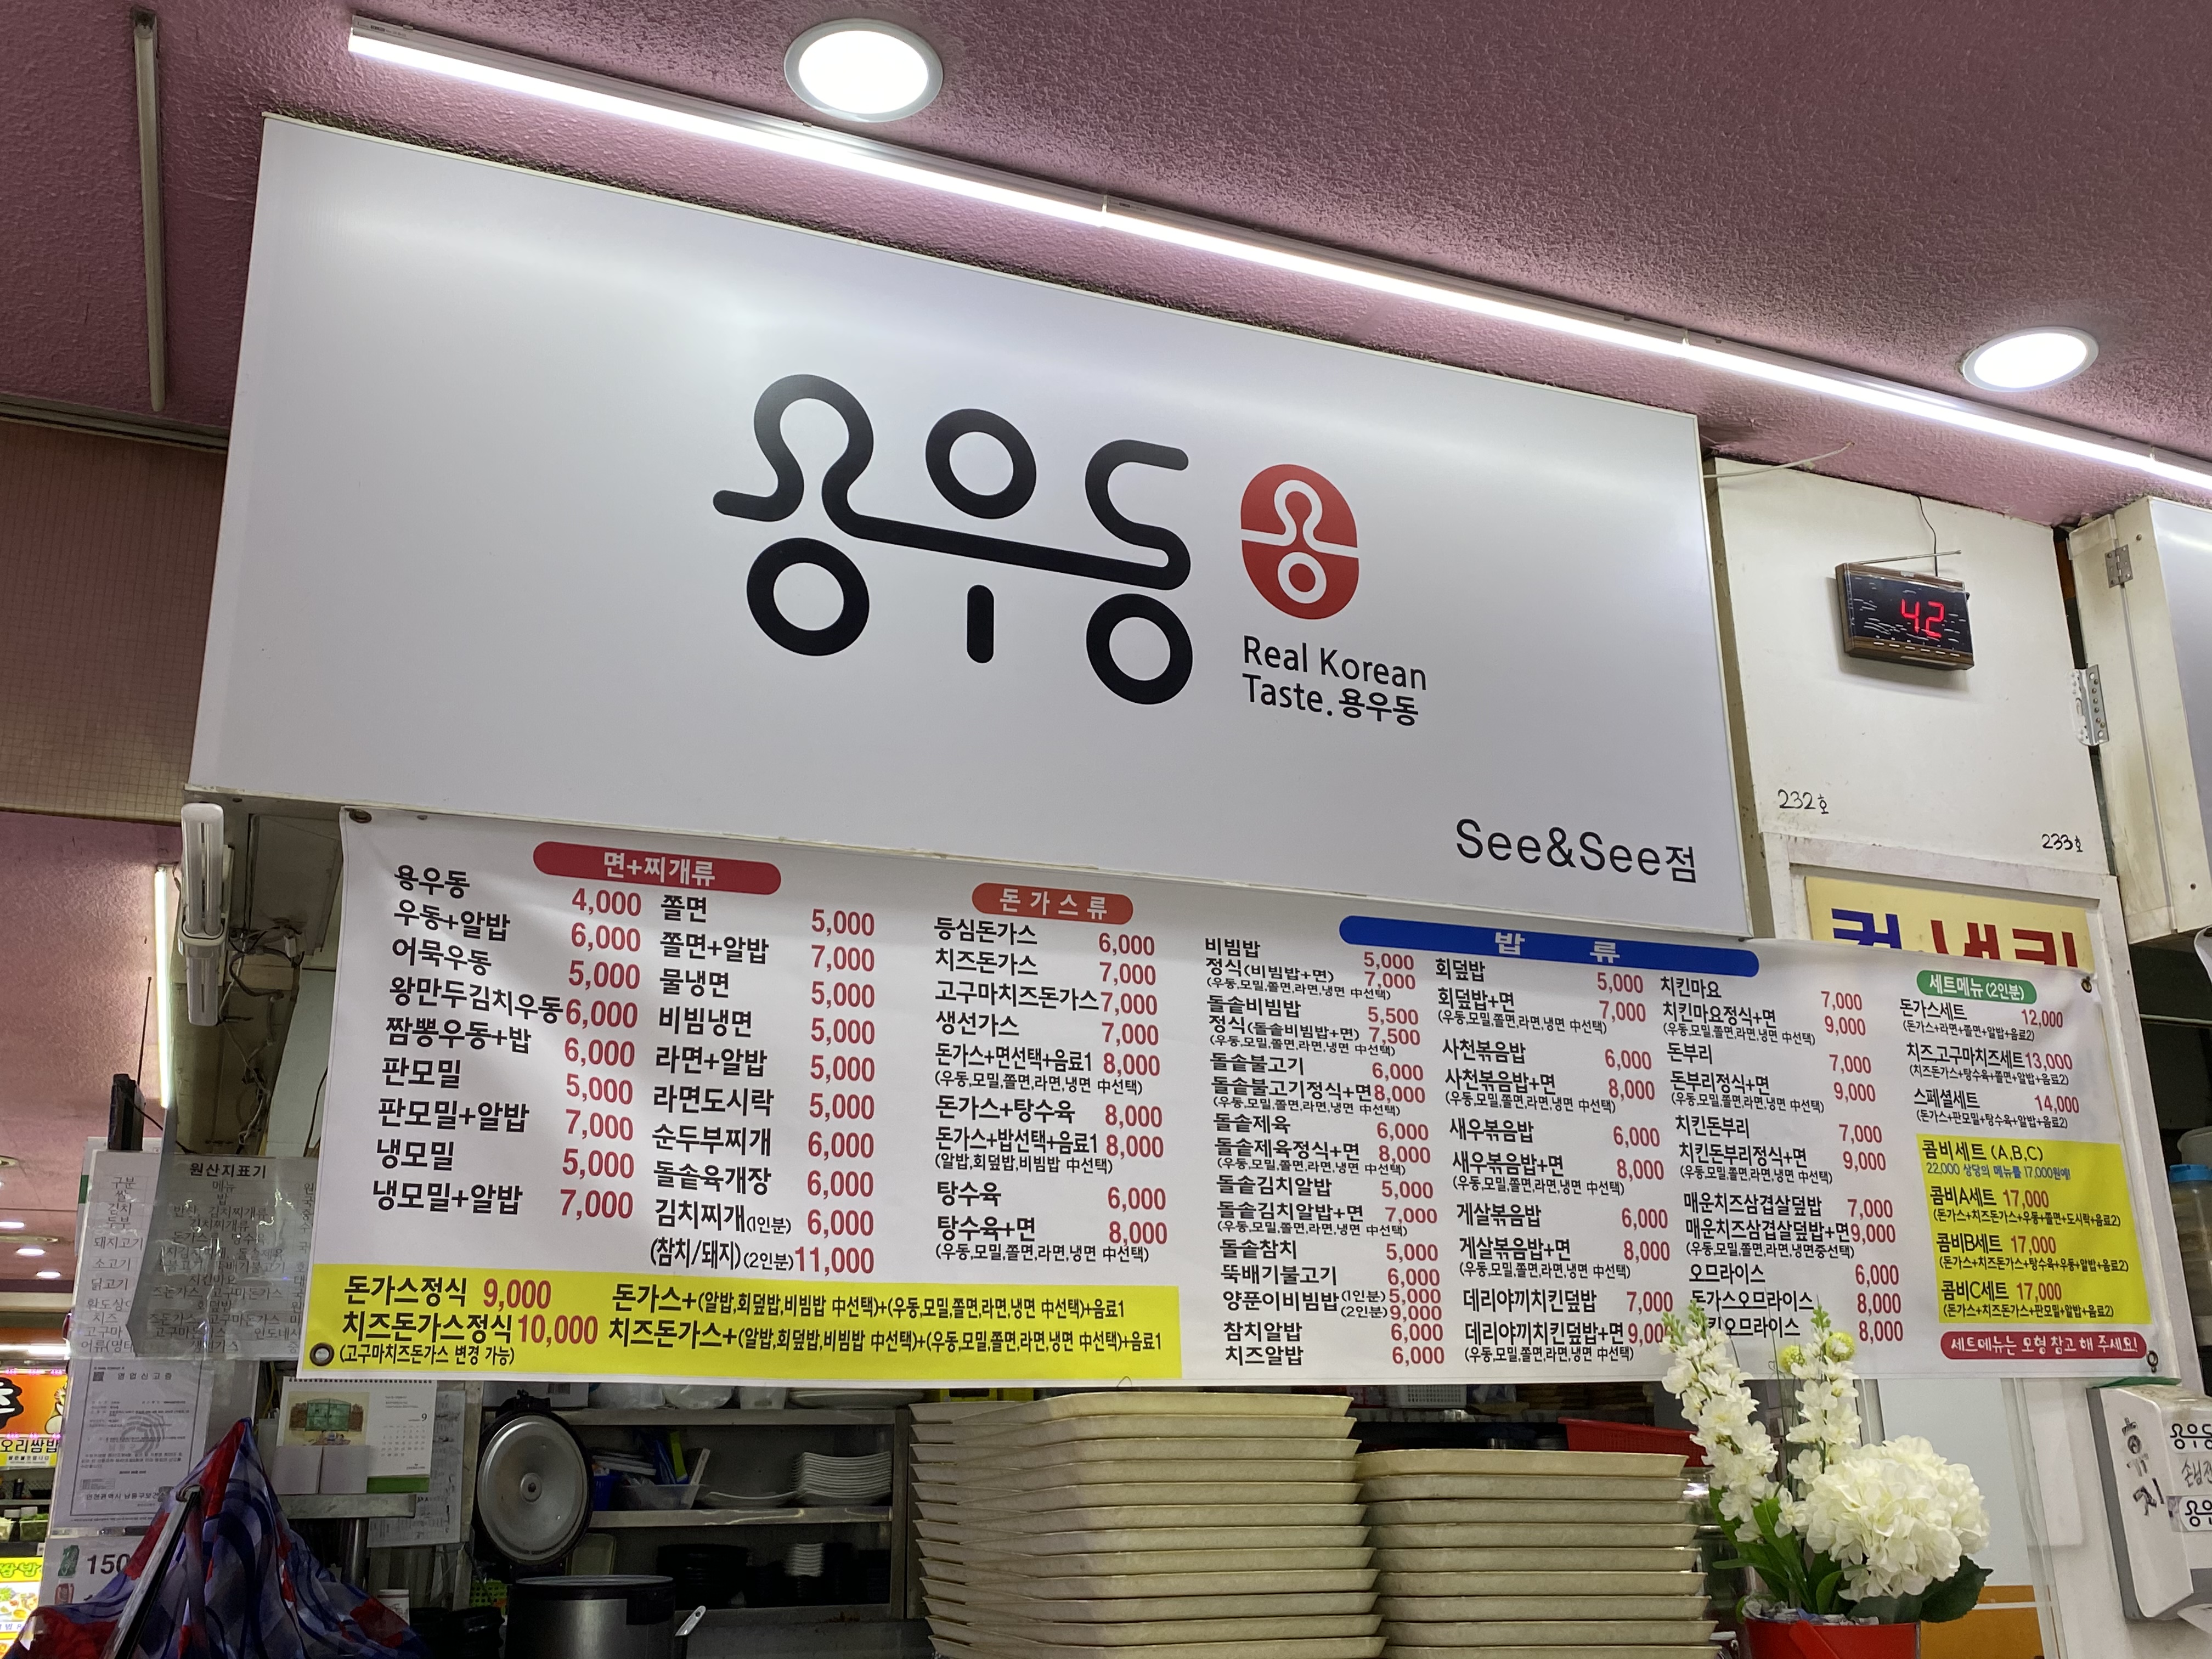 용우동
용
Real Korean
Taste. 용우동
See&See점
42
232호
233호
면+찌개류
용우동 4,000
우동+알밥 6,000
어묵우동 5,000
왕만두김치우동 6,000
짬뽕우동+밥 6,000
판모밀 5,000
판모밀+알밥 7,000
냉모밀 5,000
냉모밀+알밥 7,000
쫄면 5,000
쫄면+알밥 7,000
물냉면 5,000
비빔냉면 5,000
라면+알밥 5,000
라면도시락 5,000
순두부찌개 6,000
돌솥육개장 6,000
김치찌개(1인분) 6,000
(참치/돼지)(2인분) 11,000
돈가스류
등심돈가스 6,000
치즈돈가스 7,000
고구마치즈돈가스 7,000
생선가스 7,000
돈가스+면선택+음료1 8,000
(우동,모밀,쫄면,라면,냉면 中선택)
돈가스+탕수육 8,000
돈가스+밥선택+음료1 8,000
(알밥,회덮밥,비빔밥 中선택)
탕수육 6,000
탕수육+면 8,000
(우동,모밀,쫄면,라면,냉면 中선택)
돈가스정식 9,000 돈가스+(알밥,회덮밥,비빔밥 中선택)+(우동,모밀,쫄면,라면,냉면 中선택)+음료1
치즈돈가스정식 10,000 치즈돈가스+(알밥,회덮밥,비빔밥 中선택)+(우동,모밀,쫄면,라면,냉면 中선택)+음료1
(고구마치즈돈가스 변경 가능)
밥 류
비빔밥 5,000
정식(비빔밥+면) 7,000
(우동,모밀,쫄면,라면,냉면 中선택)
돌솥비빔밥 5,500
정식(돌솥비빔밥+면) 7,500
(우동,모밀,쫄면,라면,냉면 中선택)
돌솥불고기 6,000
돌솥불고기정식+면 8,000
(우동,모밀,쫄면,라면,냉면 中선택)
돌솥제육 6,000
돌솥제육정식+면 8,000
(우동,모밀,쫄면,라면,냉면 中선택)
돌솥김치알밥 5,000
돌솥김치알밥+면 7,000
(우동,모밀,쫄면,라면,냉면 中선택)
돌솥참치 5,000
뚝배기불고기 6,000
양푼이비빔밥 (1인분) 5,000
(2인분) 9,000
참치알밥 6,000
치즈알밥 6,000
회덮밥 5,000
회덮밥+면 7,000
(우동,모밀,쫄면,라면,냉면 中선택)
사천볶음밥 6,000
사천볶음밥+면 8,000
(우동,모밀,쫄면,라면,냉면 中선택)
새우볶음밥 6,000
새우볶음밥+면 8,000
(우동,모밀,쫄면,라면,냉면 中선택)
게살볶음밥 6,000
게살볶음밥+면 8,000
(우동,모밀,쫄면,라면,냉면 中선택)
데리야끼치킨덮밥 7,000
데리야끼치킨덮밥+면 9,000
(우동,모밀,쫄면,라면,냉면 中선택)
치킨마요 7,000
치킨마요정식+면 9,000
(우동,모밀,쫄면,라면,냉면 中선택)
돈부리 7,000
돈부리정식+면 9,000
(우동,모밀,쫄면,라면,냉면 中선택)
치킨돈부리 7,000
치킨돈부리정식+면 9,000
(우동,모밀,쫄면,라면,냉면 中선택)
매운치즈삼겹살덮밥 7,000
매운치즈삼겹살덮밥+면 9,000
(우동,모밀,쫄면,라면,냉면중선택)
오므라이스 6,000
돈가스오므라이스 8,000
킨오므라이스 8,000
세트메뉴(2인분)
돈가스세트 12,000
(돈가스+라면+쫄면+알밥+음료2)
치즈.고구마치즈세트 13,000
(치즈돈가스+탕수육+쫄면+알밥+음료2)
스페셜세트 14,000
(돈가스+판모밀+탕수육+알밥+음료2)
콤비세트 (A,B,C)
22,000 상당의 메뉴를 17,000원에!
콤비A세트 17,000
(돈가스+치즈돈가스+우동+쫄면+도시락+음료2)
콤비B세트 17,000
(돈가스+치즈돈가스+탕수육+우동+알밥+음료2)
콤비C세트 17,000
(돈가스+치즈돈가스+판모밀+알밥+음료2)
세트메뉴는 모형 참고 해 주세요!
원산지표기
구분 메뉴
쌀 밥
김치
두부
돼지고기
소고기
닭고기
치즈
영업신고증
9
오리쌈밥
150
휴지